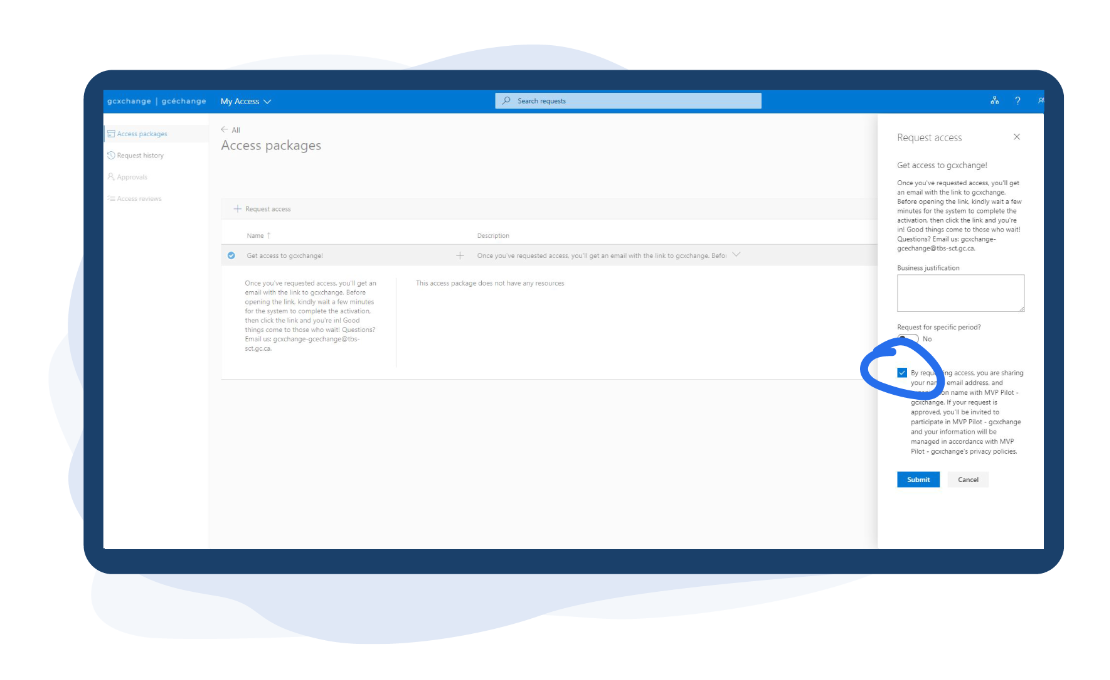 gcxchange | gcéchange My Access
Search requests
?
Access packages
Request history
Approvals
Access reviews
← All
Access packages
+ Request access
Name ↑ Description
Get access to gcxchange! + Once you've requested access, you'll get an email with the link to gcxchange. Befo
Once you've requested access, you'll get an
email with the link to gcxchange. Before
opening the link, kindly wait a few minutes
for the system to complete the activation,
then click the link and you're in! Good
things come to those who wait! Questions?
Email us: gcxchange-gcechange@tbs-
sct.gc.ca.
This access package does not have any resources
Request access
Get access to gcxchange!
Once you've requested access, you'll get
an email with the link to gcxchange.
Before opening the link, kindly wait a few
minutes for the system to complete the
activation, then click the link and you're
in! Good things come to those who wait!
Questions? Email us: gcxchange-
gcechange@tbs-sct.gc.ca.
Business justification
Request for specific period?
No
By access, you are sharing
your email address, and
name with MVP Pilot -
gcxchange. If your request is
approved, you'll be invited to
participate in MVP Pilot - gcxchange
and your information will be
managed in accordance with MVP
Pilot - gcxchange's privacy policies.
Submit Cancel